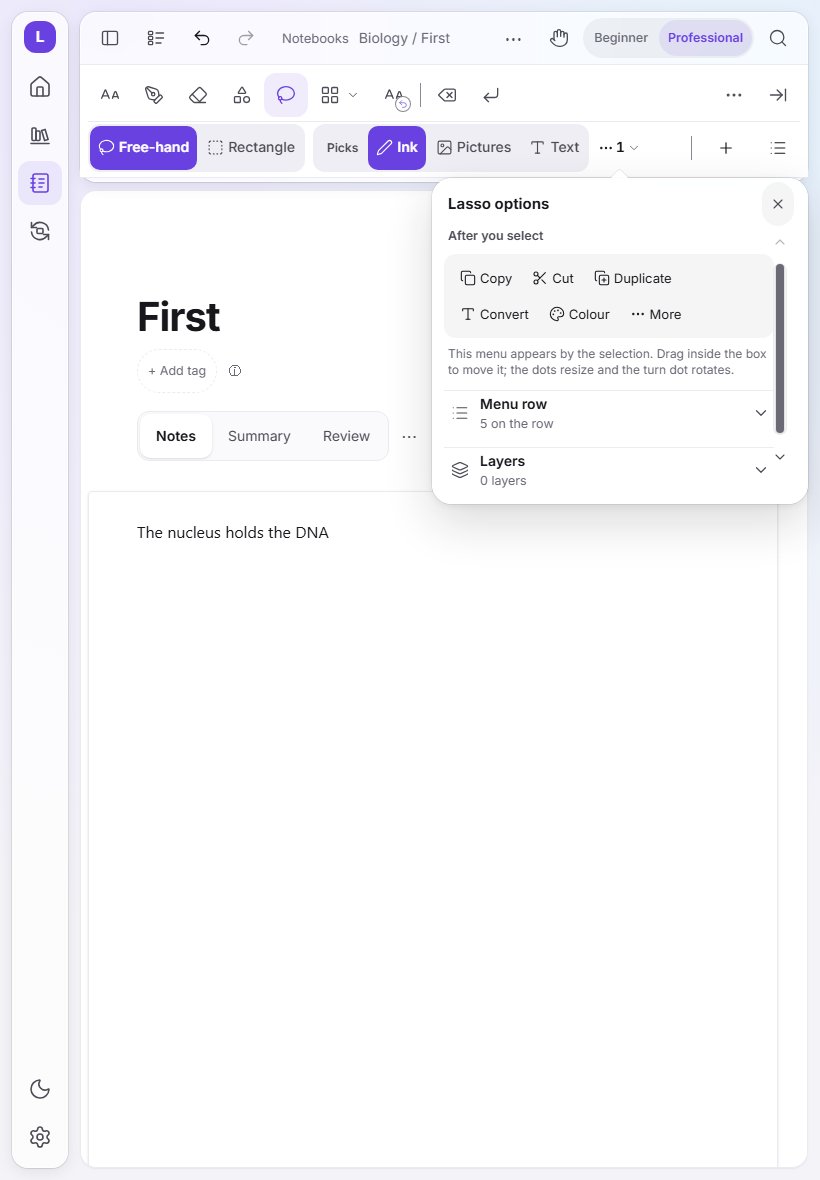 L
Notebooks Biology / First
Beginner Professional
Free-hand Rectangle Picks Ink Pictures Text ··· 1
Lasso options
After you select
Copy Cut Duplicate
Convert Colour ··· More
This menu appears by the selection. Drag inside the box
to move it; the dots resize and the turn dot rotates.
Menu row
5 on the row
Layers
0 layers
First
+ Add tag
Notes Summary Review
The nucleus holds the DNA